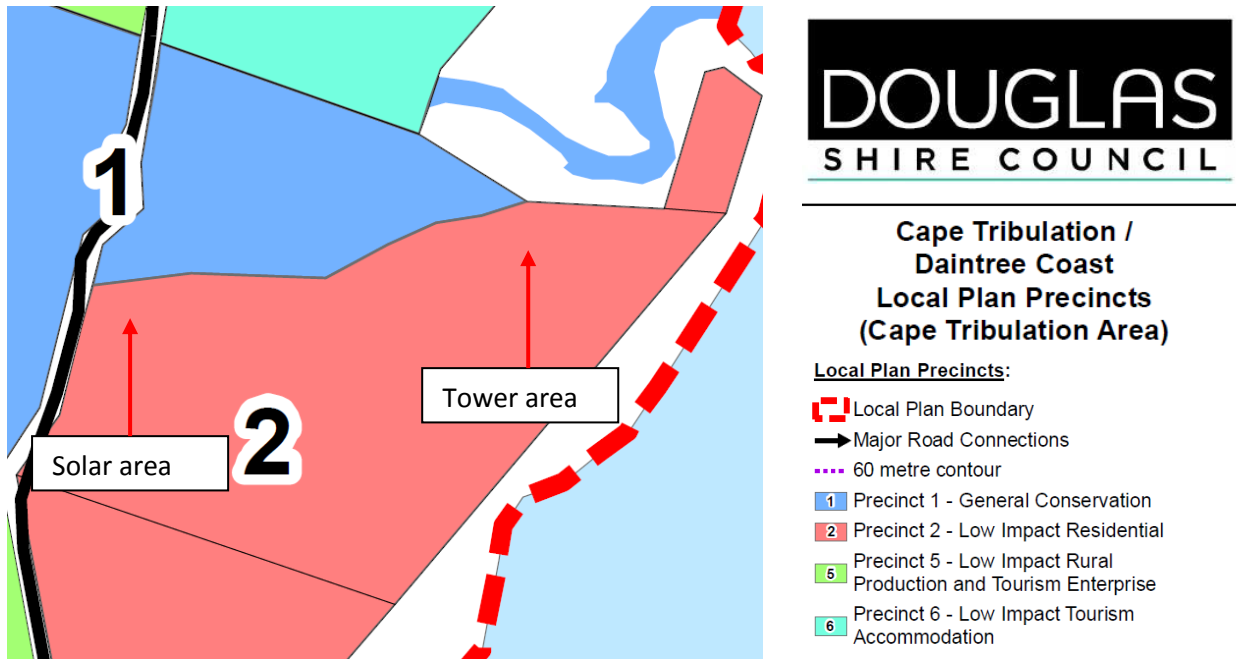 1
2
Tower area
Solar area
DOUGLAS
SHIRE COUNCIL
Cape Tribulation /
Daintree Coast
Local Plan Precincts
(Cape Tribulation Area)
Local Plan Precincts:
Local Plan Boundary
Major Road Connections
60 metre contour
1 Precinct 1 - General Conservation
2 Precinct 2 - Low Impact Residential
5 Precinct 5 - Low Impact Rural
Production and Tourism Enterprise
6 Precinct 6 - Low Impact Tourism
Accommodation